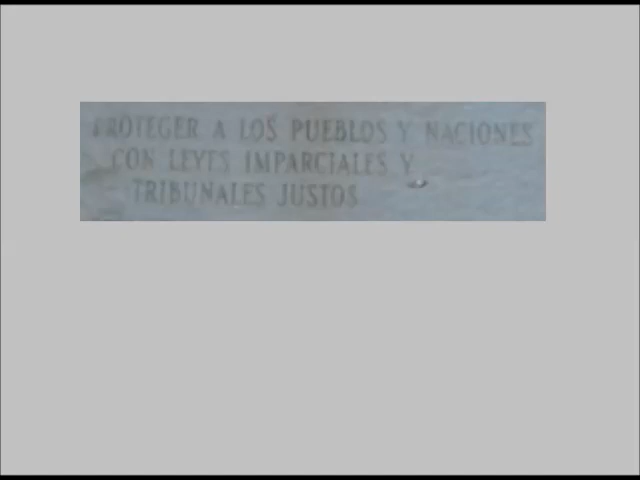 PROTEGER A LOS PUEBLOS Y NACIONES
CON LEYES IMPARCIALES Y
TRIBUNALES JUSTOS